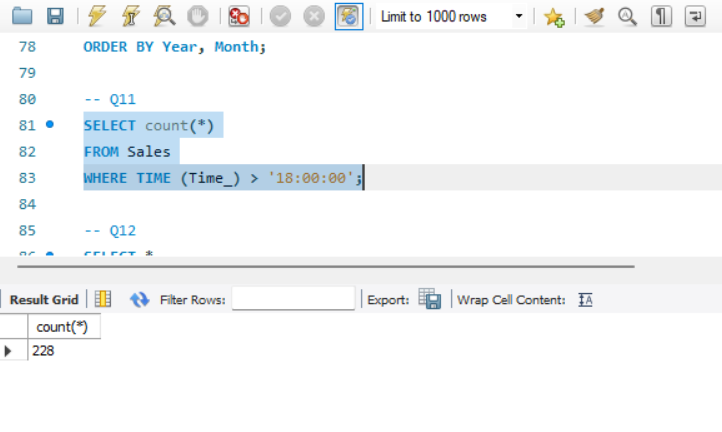 Limit to 1000 rows
78 ORDER BY Year, Month;
79
80 -- Q11
81 SELECT count(*)
82 FROM Sales
83 WHERE TIME (Time_) > '18:00:00';
84
85 -- Q12
86 SELECT *
Result Grid Filter Rows: Export: Wrap Cell Content: IA
count(*)
228